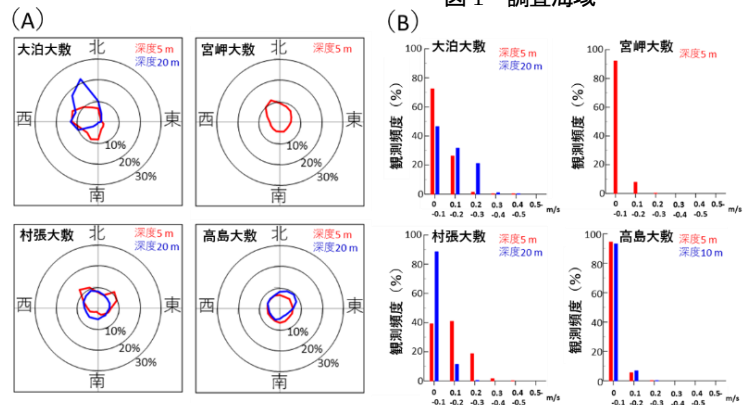 図1 調査海域
(A)
大泊大敷
北
深度5 m
深度20 m
西
東
10%
20%
30%
南
宮岬大敷
北
深度5 m
西
東
10%
20%
30%
南
村張大敷
北
深度5 m
深度20 m
西
東
10%
20%
30%
南
高島大敷
北
深度5 m
深度20 m
西
東
10%
20%
30%
南
(B)
大泊大敷
深度5 m
深度20 m
観測頻度(%)
100
80
60
40
20
0
0 0.1 0.2 0.3 0.4 0.5- m/s
-0.1 -0.2 -0.3 -0.4 -0.5
宮岬大敷
深度5 m
100
80
60
40
20
0
0 0.1 0.2 0.3 0.4 0.5- m/s
-0.1 -0.2 -0.3 -0.4 -0.5
村張大敷
深度5 m
深度20 m
観測頻度(%)
100
80
60
40
20
0
0 0.1 0.2 0.3 0.4 0.5- m/s
-0.1 -0.2 -0.3 -0.4 -0.5
高島大敷
深度5 m
深度10 m
観測頻度(%)
100
80
60
40
20
0
0 0.1 0.2 0.3 0.4 0.5- m/s
-0.1 -0.2 -0.3 -0.4 -0.5